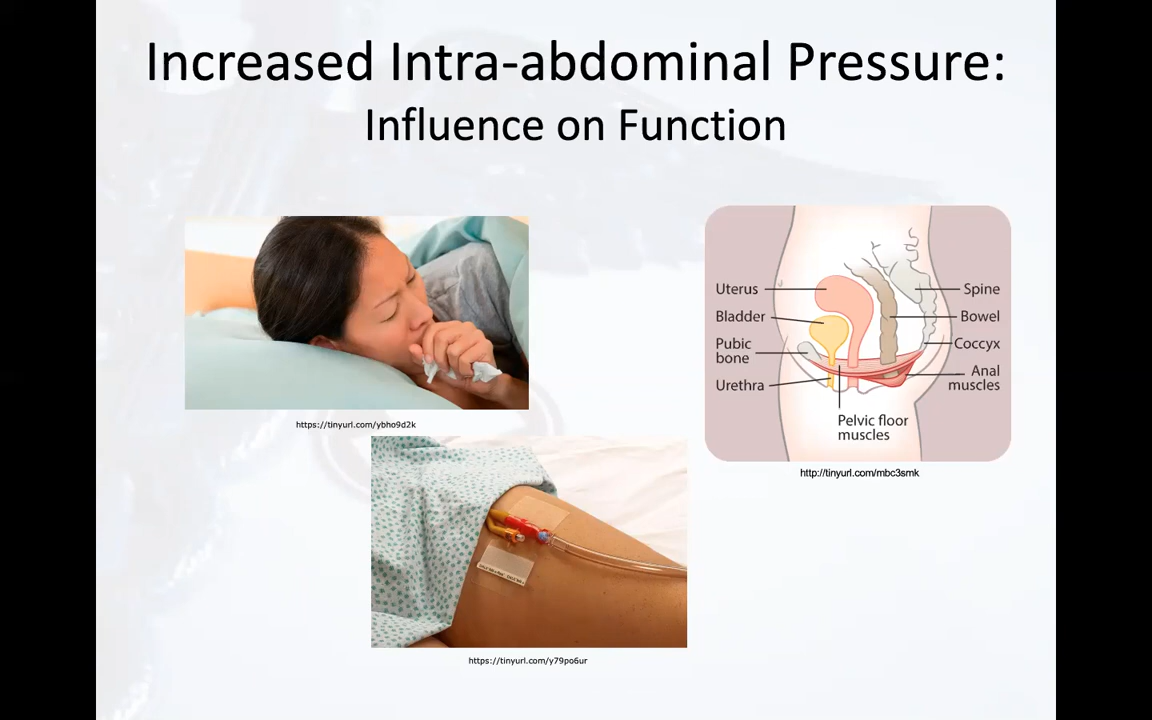 Increased Intra-abdominal Pressure:
Influence on Function
https://tinyurl.com/ybho9d2k
Uterus
Bladder
Pubic
bone
Urethra
Spine
Bowel
Coccyx
Anal
muscles
Pelvic floor
muscles
http://tinyurl.com/mbc3smk
https://tinyurl.com/y79po6ur